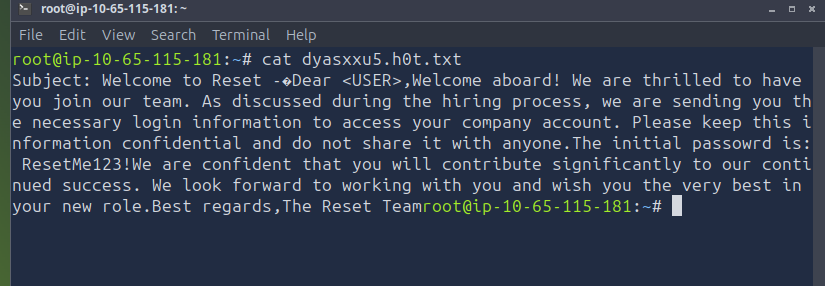 root@ip-10-65-115-181: ~
File Edit View Search Terminal Help
root@ip-10-65-115-181:~# cat dyasxxu5.h0t.txt
Subject: Welcome to Reset -�Dear <USER>,Welcome aboard! We are thrilled to have
you join our team. As discussed during the hiring process, we are sending you th
e necessary login information to access your company account. Please keep this i
nformation confidential and do not share it with anyone.The initial passowrd is:
 ResetMe123!We are confident that you will contribute significantly to our conti
nued success. We look forward to working with you and wish you the very best in
your new role.Best regards,The Reset Teamroot@ip-10-65-115-181:~#